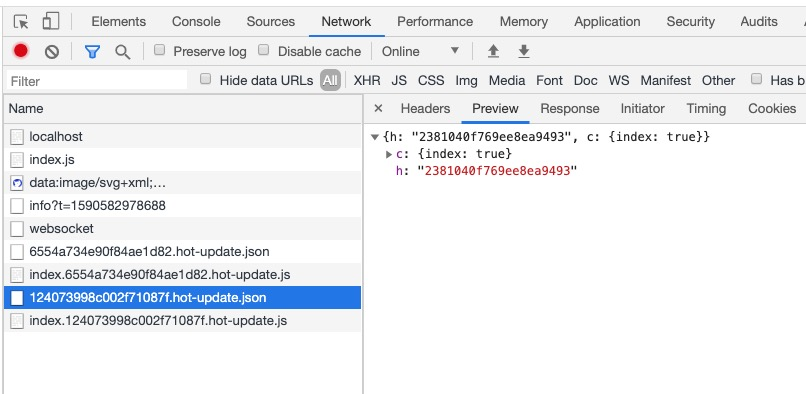 Elements Console Sources Network Performance Memory Application Security Audits
Preserve log Disable cache Online
Filter Hide data URLs All XHR JS CSS Img Media Font Doc WS Manifest Other Has b
Name
× Headers Preview Response Initiator Timing Cookies
localhost
index.js
data:image/svg+xml;…
info?t=1590582978688
websocket
6554a734e90f84ae1d82.hot-update.json
index.6554a734e90f84ae1d82.hot-update.js
124073998c002f71087f.hot-update.json
index.124073998c002f71087f.hot-update.js
{h: "2381040f769ee8ea9493", c: {index: true}}
c: {index: true}
h: "2381040f769ee8ea9493"